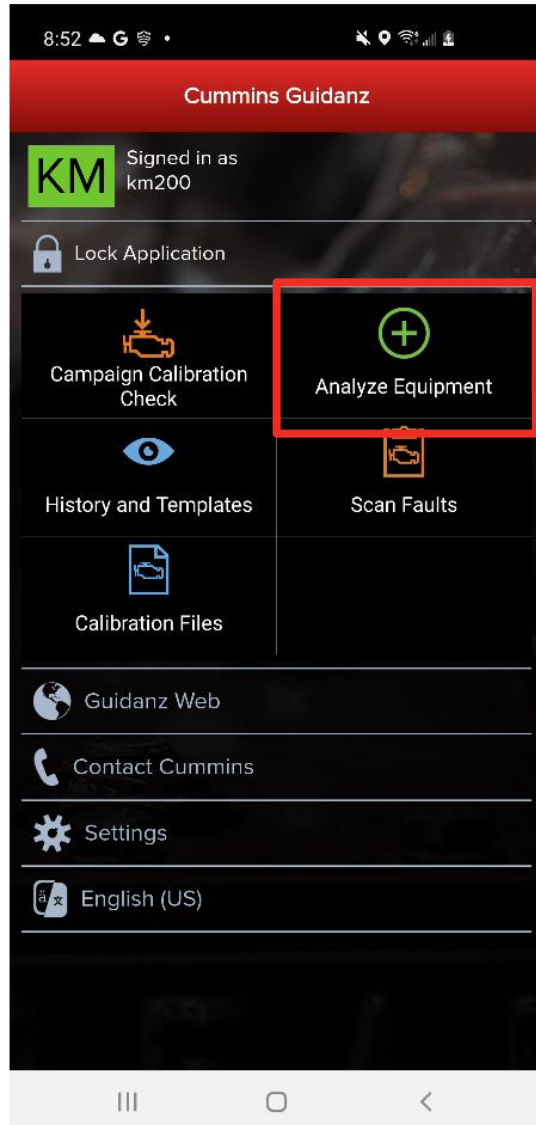 8:52 G
Cummins Guidanz
KM
Signed in as
km200
Lock Application
Campaign Calibration
Check
Analyze Equipment
History and Templates
Scan Faults
Calibration Files
Guidanz Web
Contact Cummins
Settings
English (US)